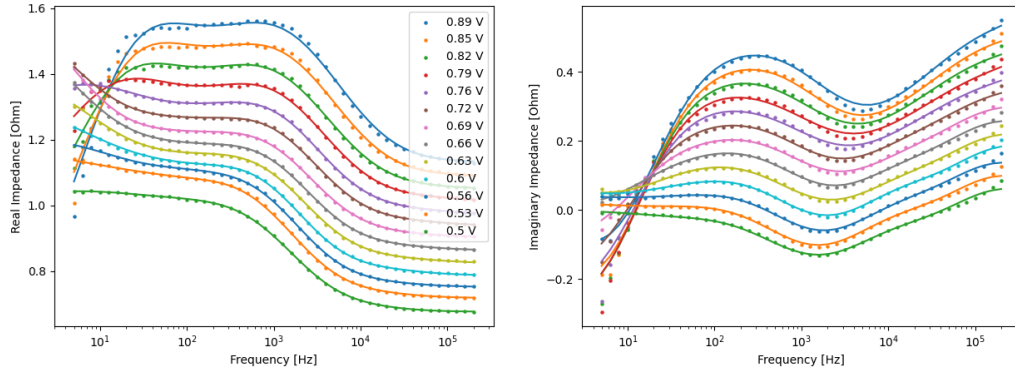 1.6
1.4
1.2
1.0
0.8
Real Impedance [Ohm]
10¹ 10² 10³ 10⁴ 10⁵
Frequency [Hz]
0.89 V
0.85 V
0.82 V
0.79 V
0.76 V
0.72 V
0.69 V
0.66 V
0.63 V
0.6 V
0.56 V
0.53 V
0.5 V
0.4
0.2
0.0
−0.2
Imaginary Impedance [Ohm]
10¹ 10² 10³ 10⁴ 10⁵
Frequency [Hz]